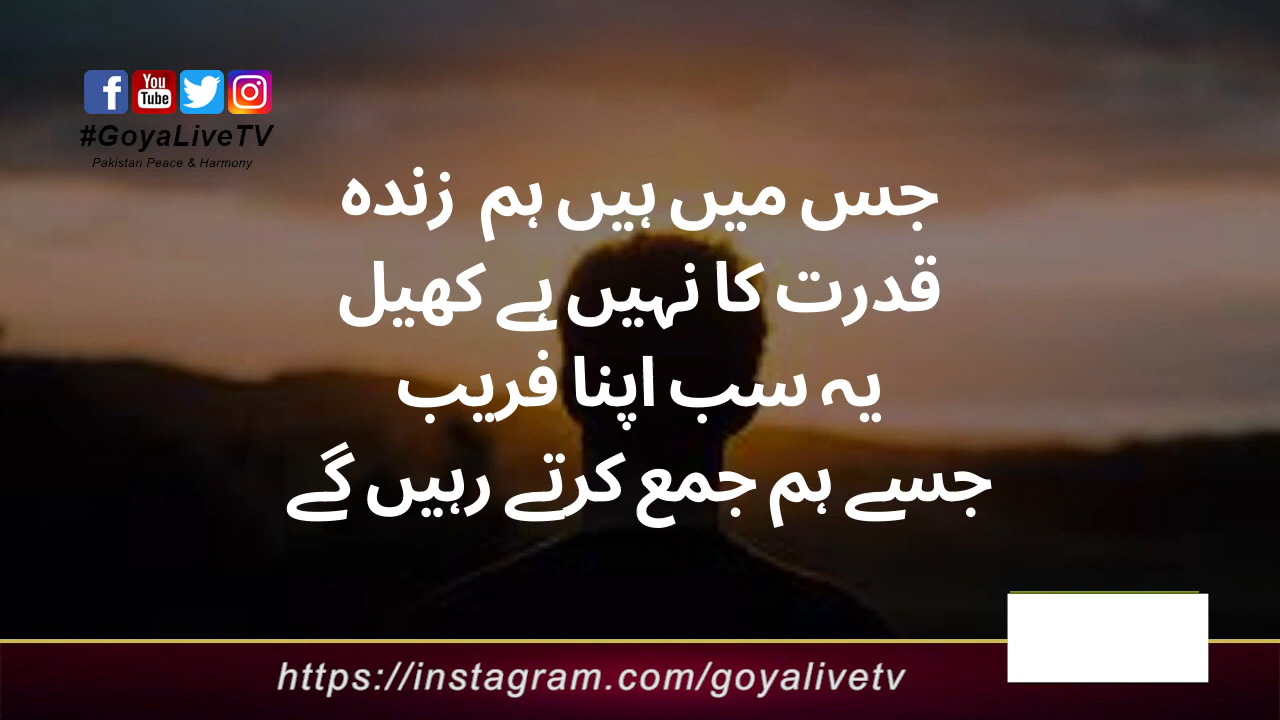 You
Tube
#GoyaLiveTV
Pakistan Peace & Harmony
جس میں ہیں ہم زندہ
قدرت کا نہیں ہے کھیل
یہ سب اپنا فریب
جسے ہم جمع کرتے رہیں گے
https://instagram.com/goyalivetv